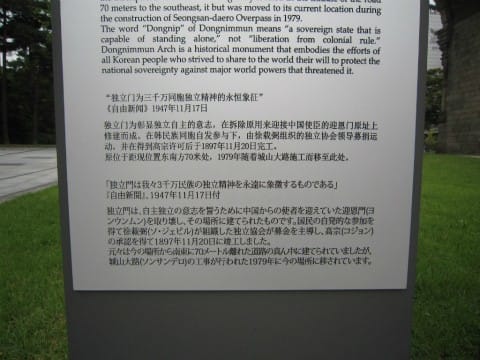 70 meters to the southeast, it but was moved to its current location during
the construction of Seongsan-daero Overpass in 1979.
The word “Dongnip” of Dongnimmun means “a sovereign state that is
capable of standing alone,” not “liberation from colonial rule.”
Dongnimmun Arch is a historical monument that embodies the efforts of
all Korean people who strived to share to the world their will to protect the
national sovereignty against major world powers that threatened it.
“独立门为三千万同胞独立精神的永恒象征”
《自由新闻》1947年11月17日
独立门为彰显独立自主的意志，在拆除原用来迎接中国使臣的迎恩门原址上
修建而成。在韩民族同胞自发参与下，由徐载弼组织的独立协会领导募捐运
动，并在得到高宗许可后于1897年11月20日完工。
原位于距现位置东南方70米处，1979年随着城山大路施工而移至此处。
「独立門は我々3千万民族の独立精神を永遠に象徴するものである」
『自由新聞』、1947年11月17日付
独立門は、自主独立の意志を誓うために中国からの使者を迎えていた迎恩門(ヨ
ンウンムン)を取り壊し、その場所に建てられたものです。国民の自発的な参加を
得て徐載弼(ソ・ジェピル)が組織した独立協会が募金を主導し、高宗(コジョン)
の承認を得て1897年11月20日に竣工しました。
元々は今の場所から南東に70メートル離れた道路の真ん中に建てられていましたが、
城山大路(ソンサンデロ)の工事が行われた1979年に今の場所に移されています。